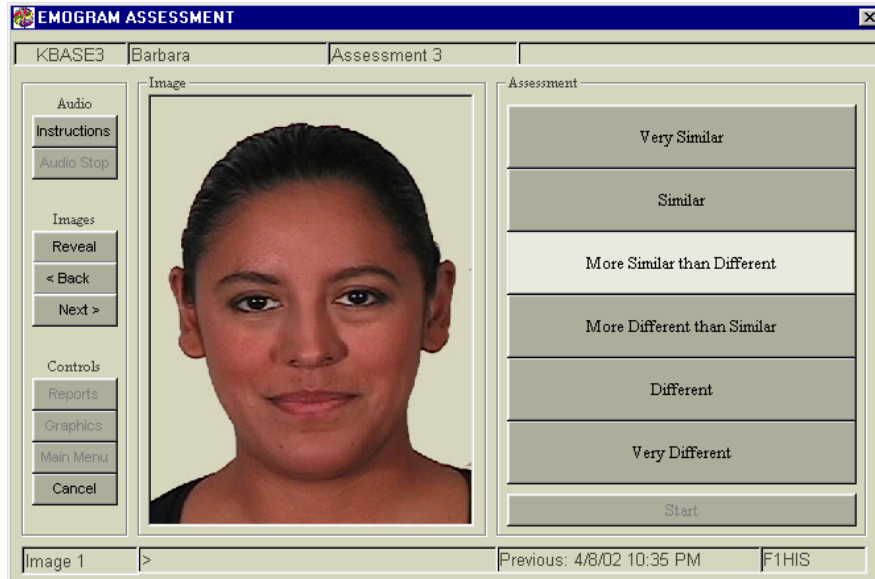 EMOGRAM ASSESSMENT
KBASE3 Barbara Assessment 3
Audio
Instructions
Audio Stop
Images
Reveal
< Back
Next >
Controls
Reports
Graphics
Main Menu
Cancel
Image
Assessment
Very Similar
Similar
More Similar than Different
More Different than Similar
Different
Very Different
Start
Image 1 > Previous: 4/8/02 10:35 PM F1HIS